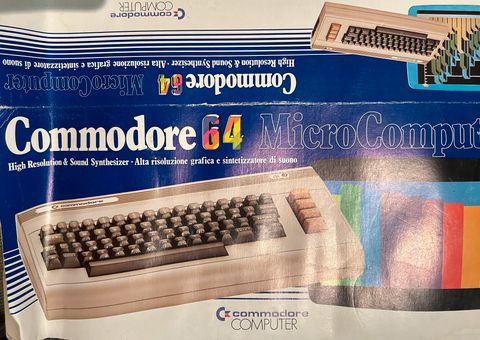 commodore
COMPUTER
High Resolution & Sound Synthesizer · Alta risoluzione grafica e sintetizzatore di suono
Commodore 64 MicroComputer
Commodore 64 MicroComput
High Resolution & Sound Synthesizer · Alta risoluzione grafica e sintetizzatore di suono
commodore
commodore
COMPUTER